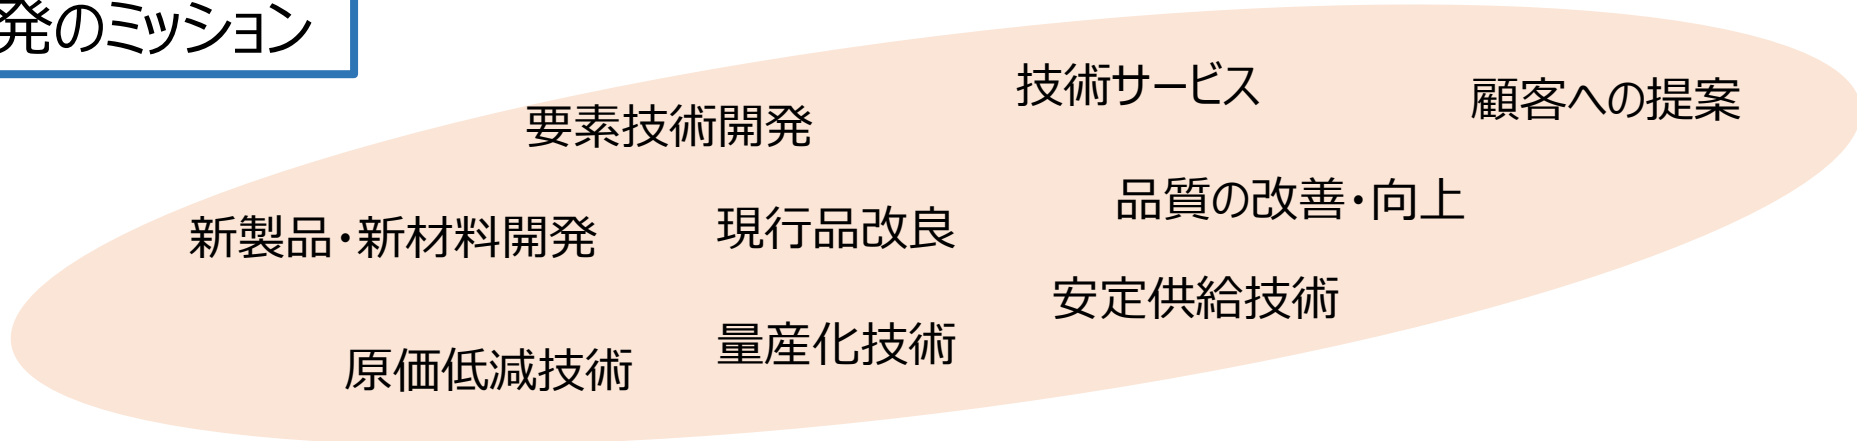 発のミッション
技術サービス
顧客への提案
要素技術開発
品質の改善・向上
新製品・新材料開発
現行品改良
安定供給技術
量産化技術
原価低減技術